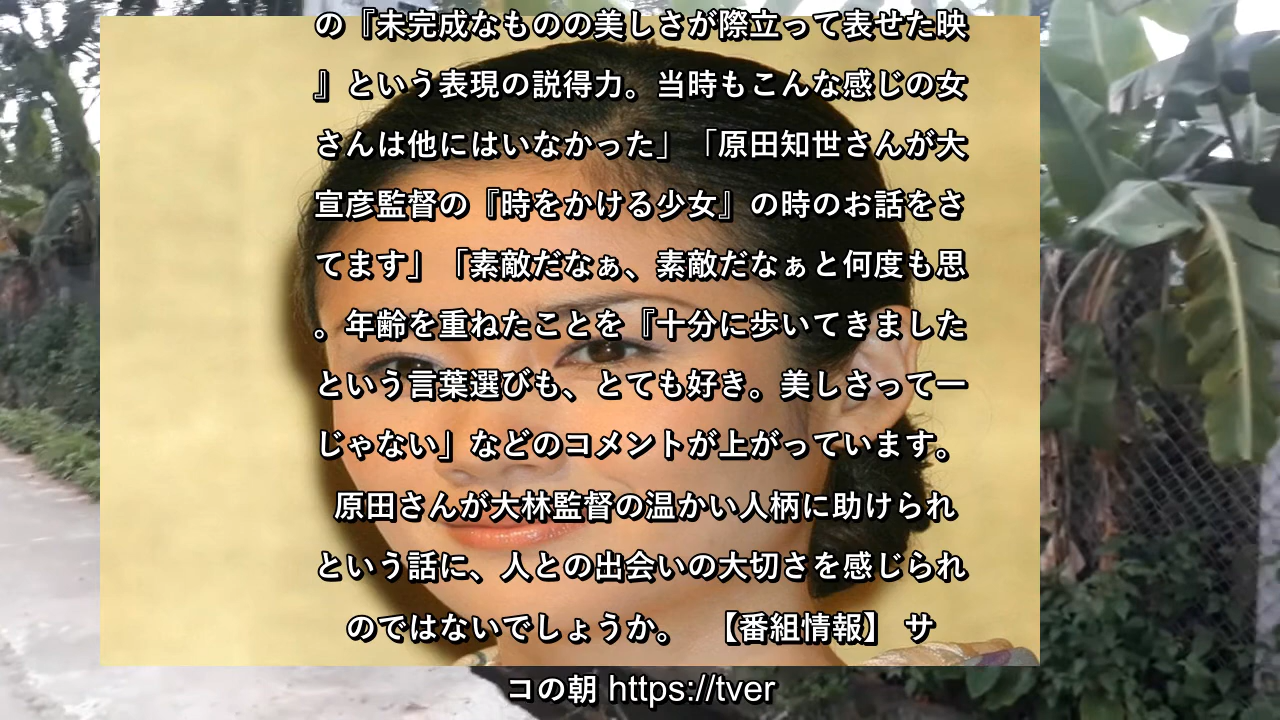 の『未完成なものの美しさが際立って表せた映
』という表現の説得力。当時もこんな感じの女
さんは他にはいなかった」「原田知世さんが大
宣彦監督の『時をかける少女』の時のお話をさ
てます」「素敵だなぁ、素敵だなぁと何度も思
。年齢を重ねたことを『十分に歩いてきました
という言葉選びも、とても好き。美しさって一
じゃない」などのコメントが上がっています。
原田さんが大林監督の温かい人柄に助けられ
という話に、人との出会いの大切さを感じられ
のではないでしょうか。 【番組情報】 サ
コの朝 https://tver